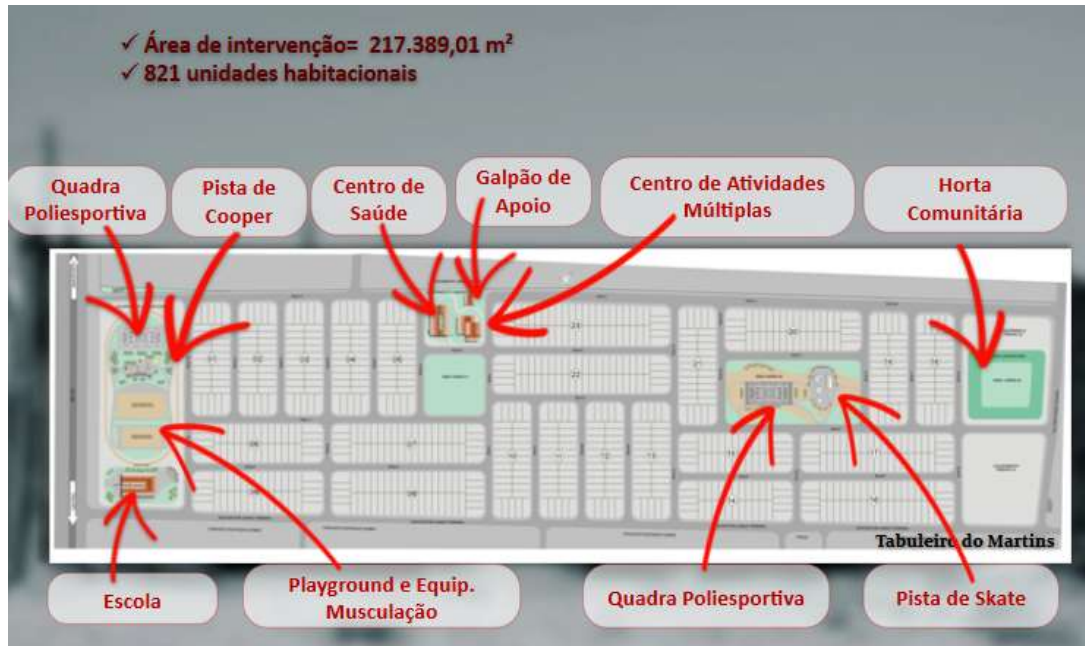 ✓ Área de intervenção= 217.389,01 m²
✓ 821 unidades habitacionais
Quadra
Poliesportiva
Pista de
Cooper
Centro de
Saúde
Galpão de
Apoio
Centro de Atividades
Múltiplas
Horta
Comunitária
Tabuleiro do Martins
Escola
Playground e Equip.
Musculação
Quadra Poliesportiva
Pista de Skate